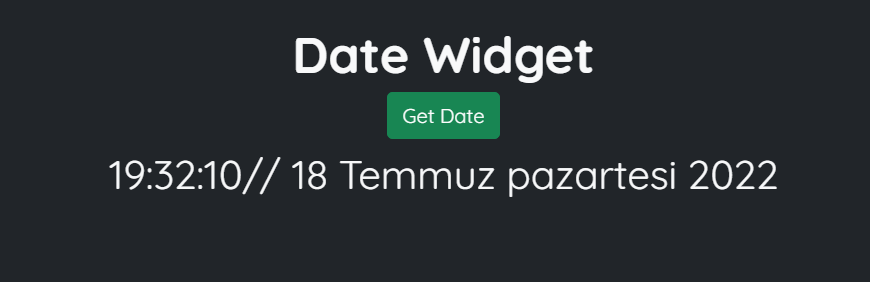 Date Widget
Get Date
19:32:10// 18 Temmuz pazartesi 2022